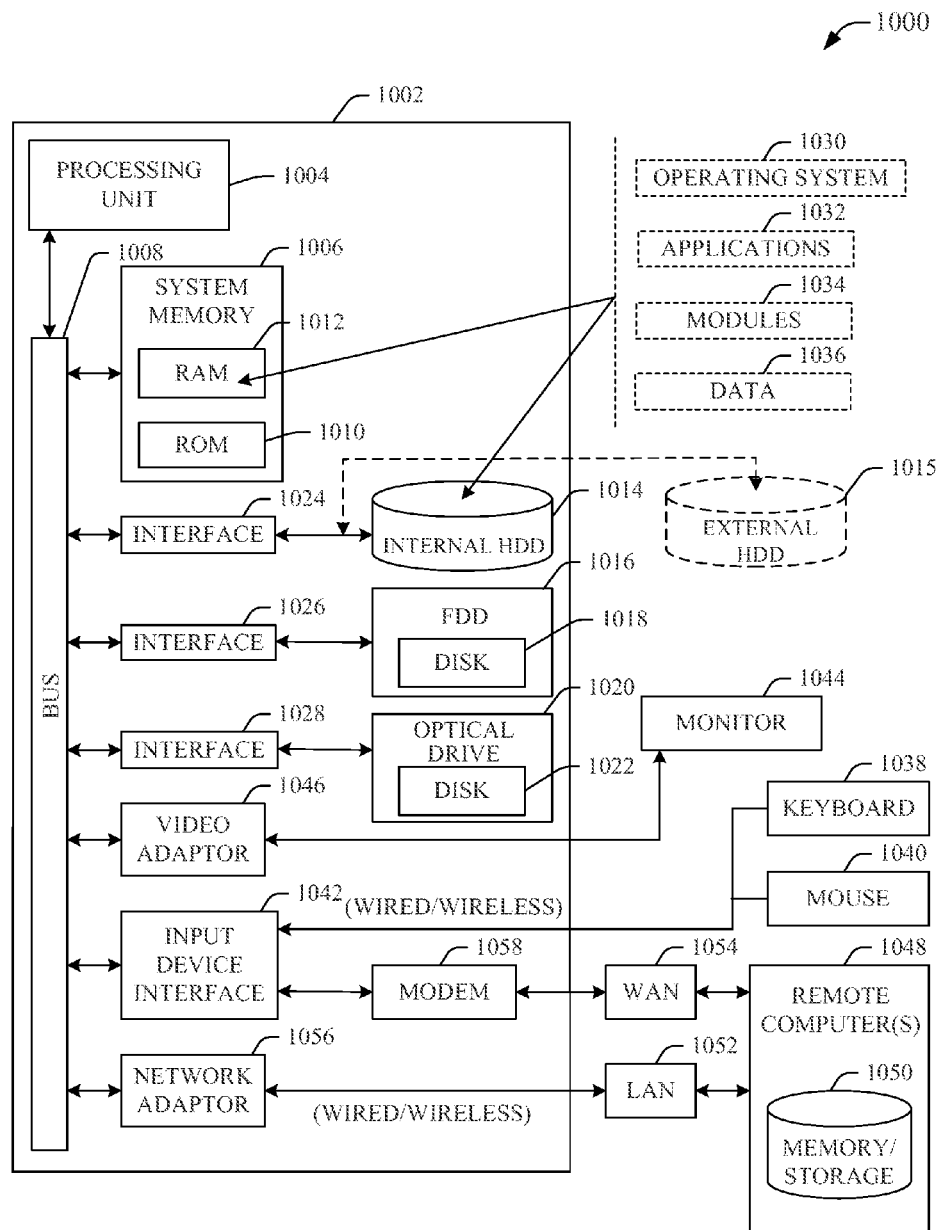 1000
1002
PROCESSING
UNIT
1004
1008
1006
SYSTEM
MEMORY
1012
RAM
1010
ROM
1030
OPERATING SYSTEM
1032
APPLICATIONS
1034
MODULES
1036
DATA
1024
INTERFACE
1014
INTERNAL HDD
1015
EXTERNAL
HDD
1026
INTERFACE
1016
FDD
1018
DISK
BUS
1028
INTERFACE
1020
OPTICAL
DRIVE
1022
DISK
1044
MONITOR
1046
VIDEO
ADAPTOR
1038
KEYBOARD
1040
MOUSE
1042
(WIRED/WIRELESS)
INPUT
DEVICE
INTERFACE
1058
MODEM
1054
WAN
1048
REMOTE
COMPUTER(S)
1056
NETWORK
ADAPTOR
(WIRED/WIRELESS)
1052
LAN
1050
MEMORY/
STORAGE